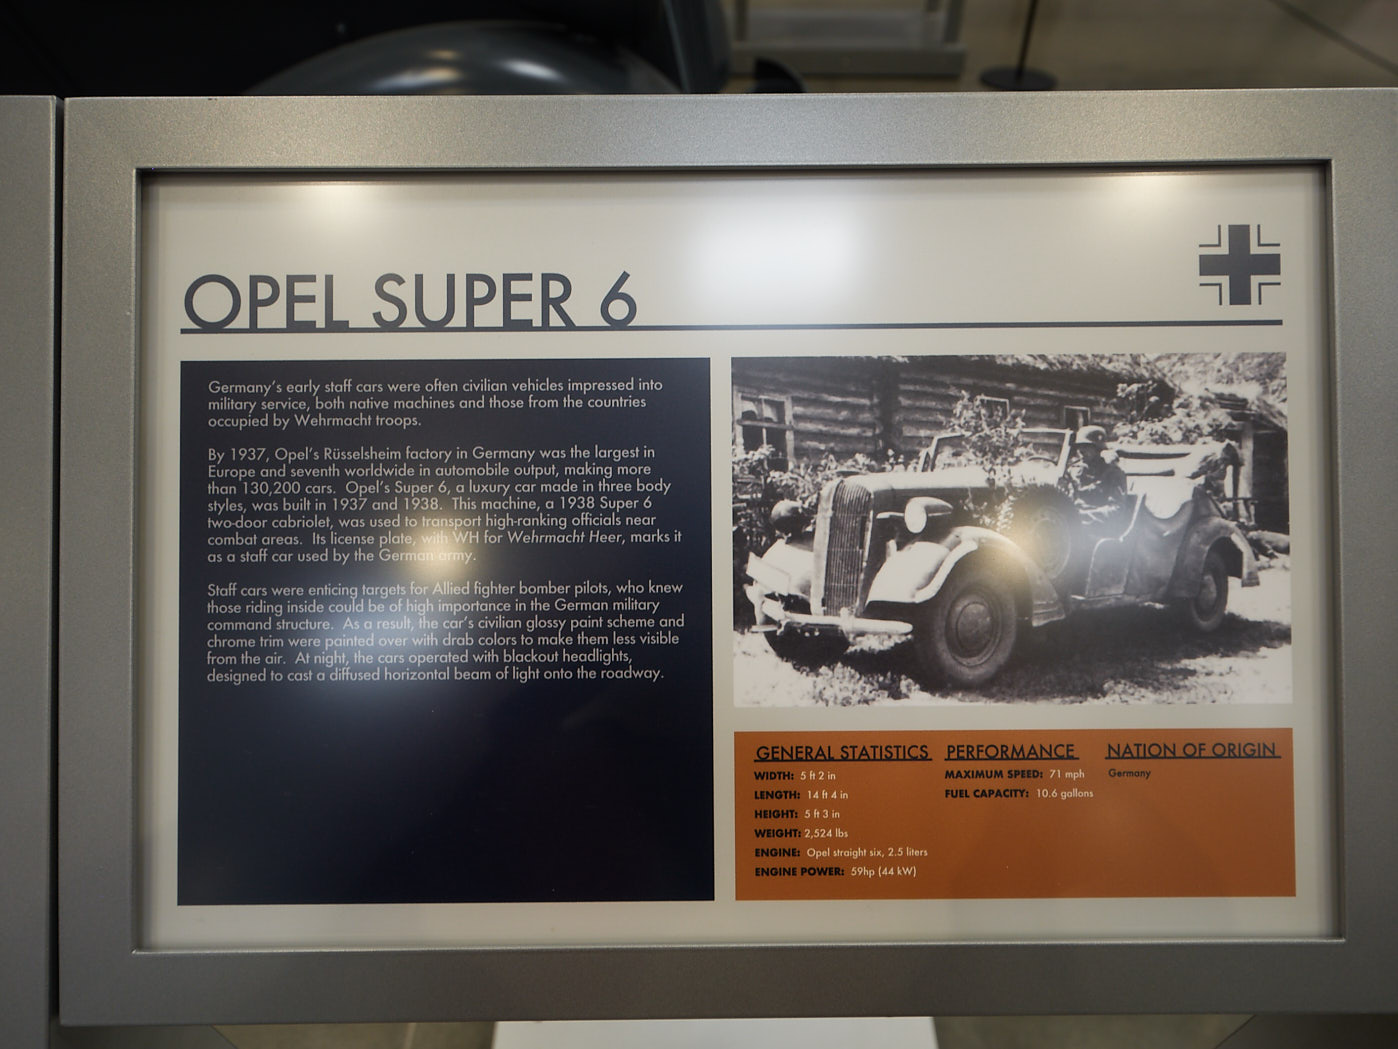 OPEL SUPER 6
Germany's early staff cars were often civilian vehicles impressed into
military service, both native machines and those from the countries
occupied by Wehrmacht troops.
By 1937, Opel's Rüsselsheim factory in Germany was the largest in
Europe and seventh worldwide in automobile output, making more
than 130,200 cars. Opel's Super 6, a luxury car made in three body
styles, was built in 1937 and 1938. This machine, a 1938 Super 6
two-door cabriolet, was used to transport high-ranking officials near
combat areas. Its license plate, with WH for Wehrmacht Heer, marks it
as a staff car used by the German army.
Staff cars were enticing targets for Allied fighter bomber pilots, who knew
those riding inside could be of high importance in the German military
command structure. As a result, the car's civilian glossy paint scheme and
chrome trim were painted over with drab colors to make them less visible
from the air. At night, the cars operated with blackout headlights,
designed to cast a diffused horizontal beam of light onto the roadway.
GENERAL STATISTICS
WIDTH: 5 ft 2 in
LENGTH: 14 ft 4 in
HEIGHT: 5 ft 3 in
WEIGHT: 2,524 lbs
ENGINE: Opel straight six, 2.5 liters
ENGINE POWER: 59hp (44 kW)
PERFORMANCE
MAXIMUM SPEED: 71 mph
FUEL CAPACITY: 10.6 gallons
NATION OF ORIGIN
Germany